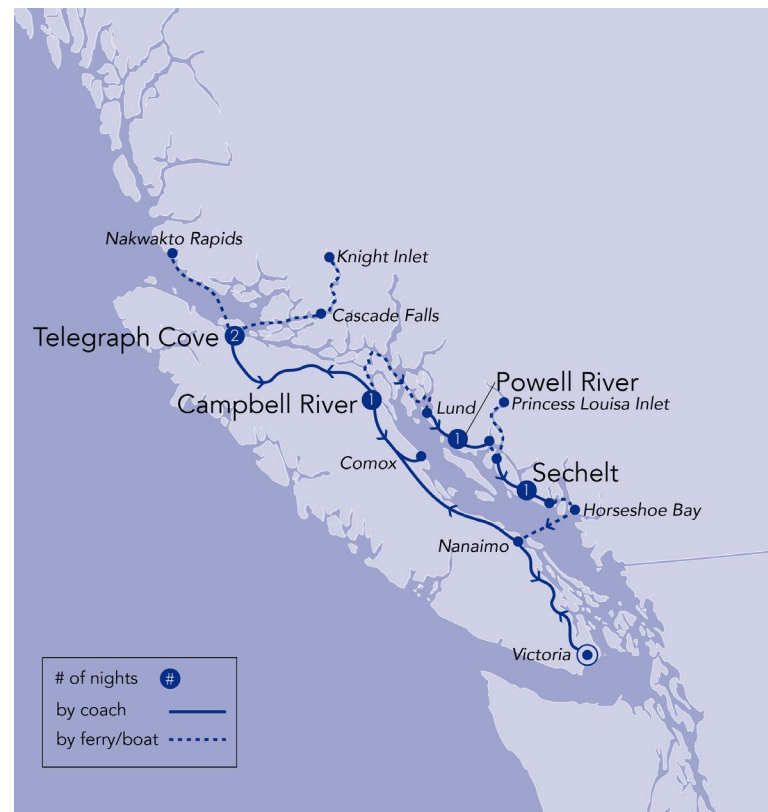 Nakwakto Rapids
Knight Inlet
Cascade Falls
Telegraph Cove
2
Powell River
Campbell River
1
Lund
Princess Louisa Inlet
1
Comox
Sechelt
1
Horseshoe Bay
Nanaimo
Victoria
# of nights #
by coach
by ferry/boat